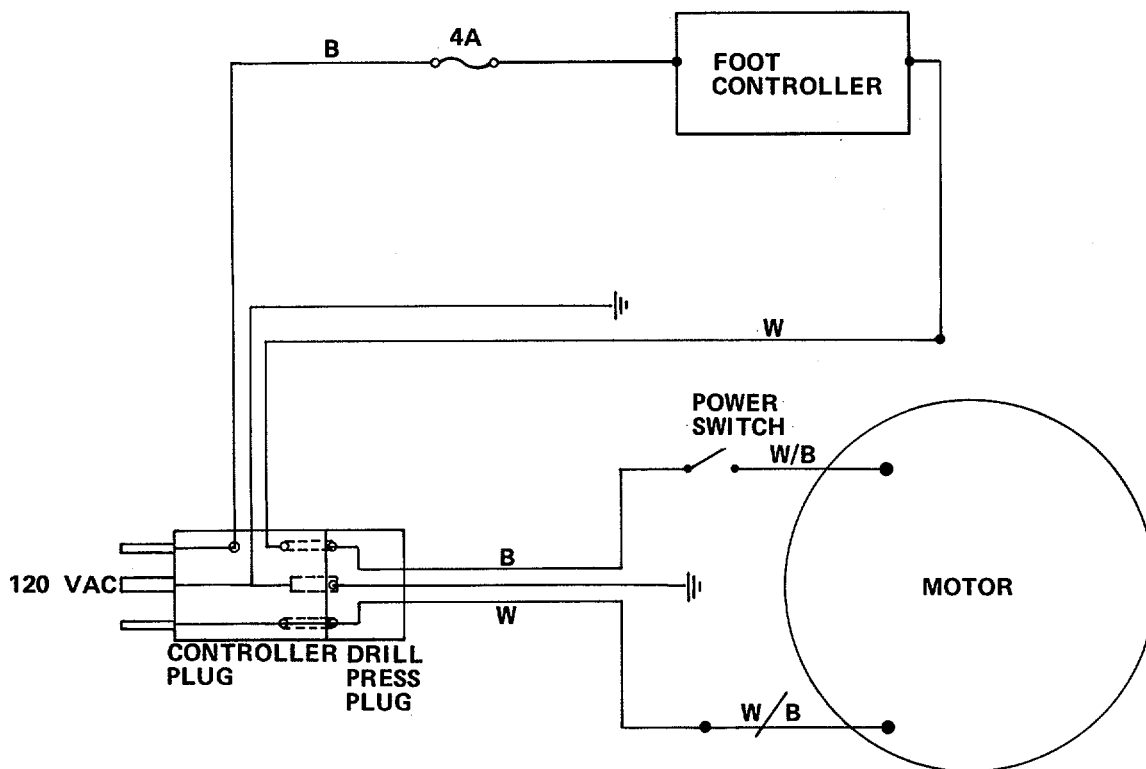 B
4A
FOOT
CONTROLLER
W
POWER
SWITCH
W/B
B
120 VAC
MOTOR
W
CONTROLLER
PLUG
DRILL
PRESS
PLUG
W/B